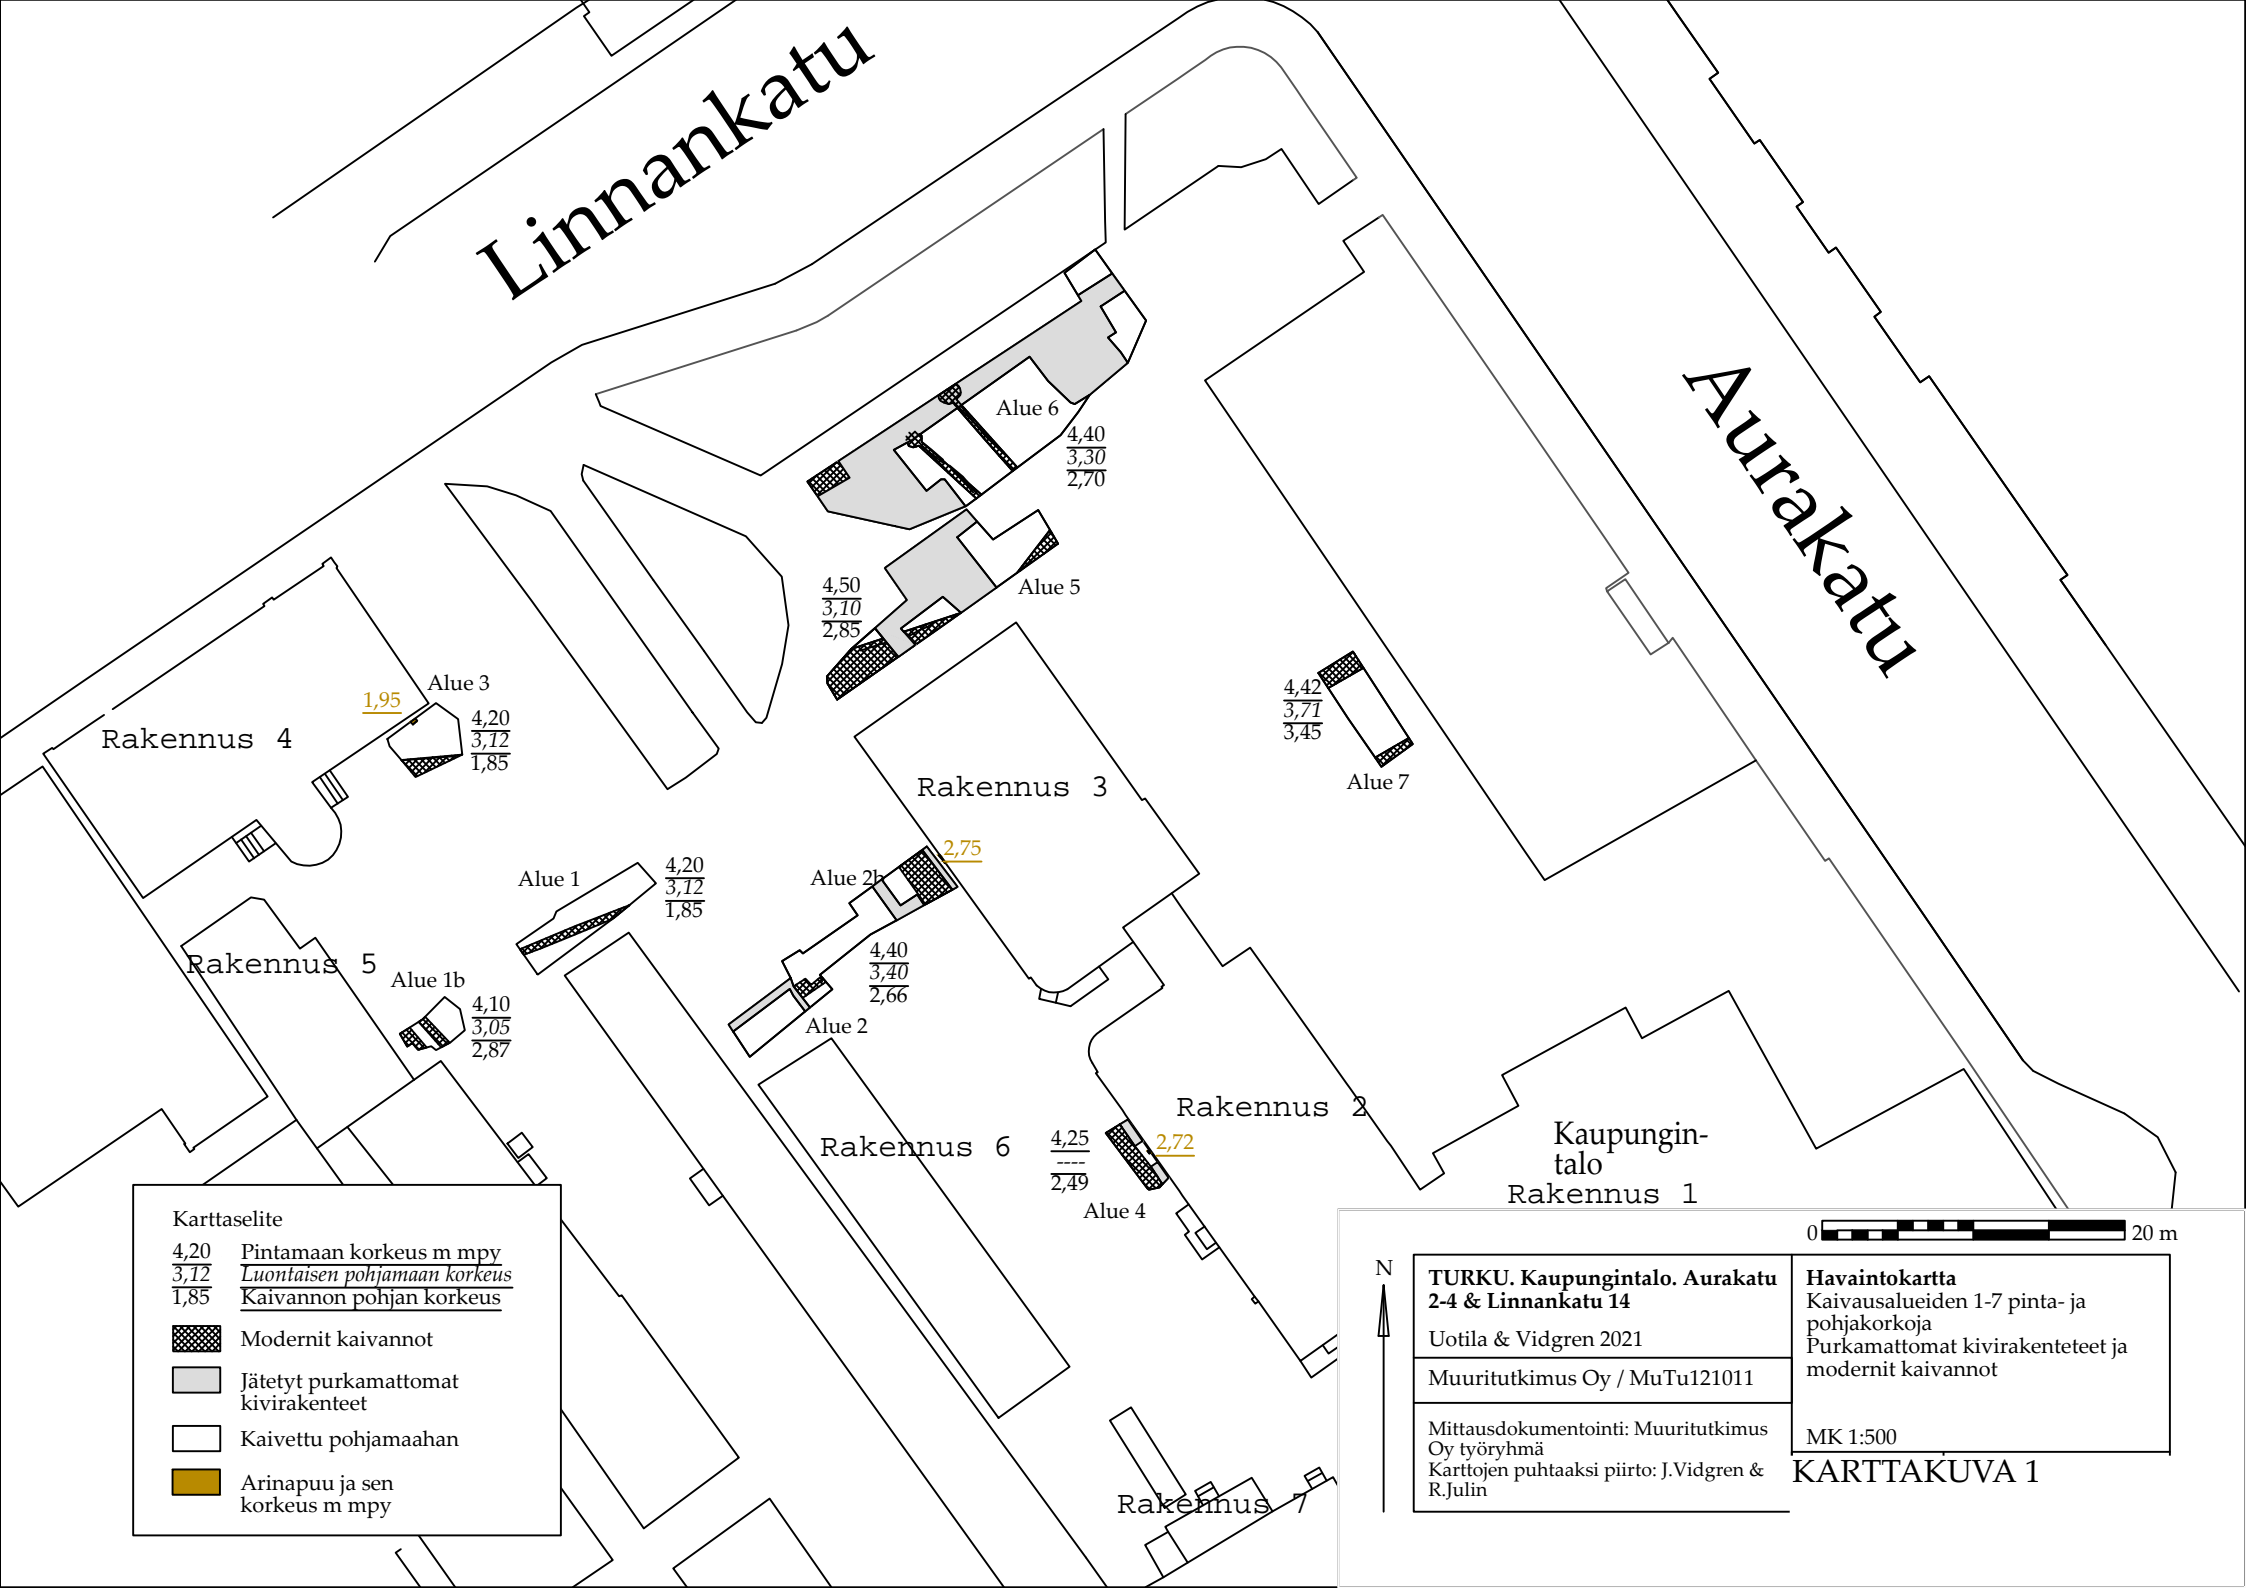 Linnankatu
Aurakatu
Alue 6
4,40
3,30
2,70
4,50
3,10
2,85
Alue 5
Alue 3
1,95
4,20
3,12
1,85
Rakennus 4
4,42
3,71
3,45
Alue 7
Rakennus 3
2,75
Alue 1
4,20
3,12
1,85
Alue 2b
4,40
3,40
2,66
Alue 2
Rakennus 5
Alue 1b
4,10
3,05
2,87
Rakennus 2
Rakennus 6
4,25
----
2,49
2,72
Alue 4
Kaupungin-
talo
Rakennus 1
Rakennus 7
Karttaselite
4,20 Pintamaan korkeus m mpy
3,12 Luontaisen pohjamaan korkeus
1,85 Kaivannon pohjan korkeus
Modernit kaivannot
Jätetyt purkamattomat
kivirakenteet
Kaivettu pohjamaahan
Arinapuu ja sen
korkeus m mpy
0 20 m
N
TURKU. Kaupungintalo. Aurakatu
2-4 & Linnankatu 14
Uotila & Vidgren 2021
Muuritutkimus Oy / MuTu121011
Mittausdokumentointi: Muuritutkimus
Oy työryhmä
Karttojen puhtaaksi piirto: J.Vidgren &
R.Julin
Havaintokartta
Kaivausalueiden 1-7 pinta- ja
pohjakorkoja
Purkamattomat kivirakenteteet ja
modernit kaivannot
MK 1:500
KARTTAKUVA 1